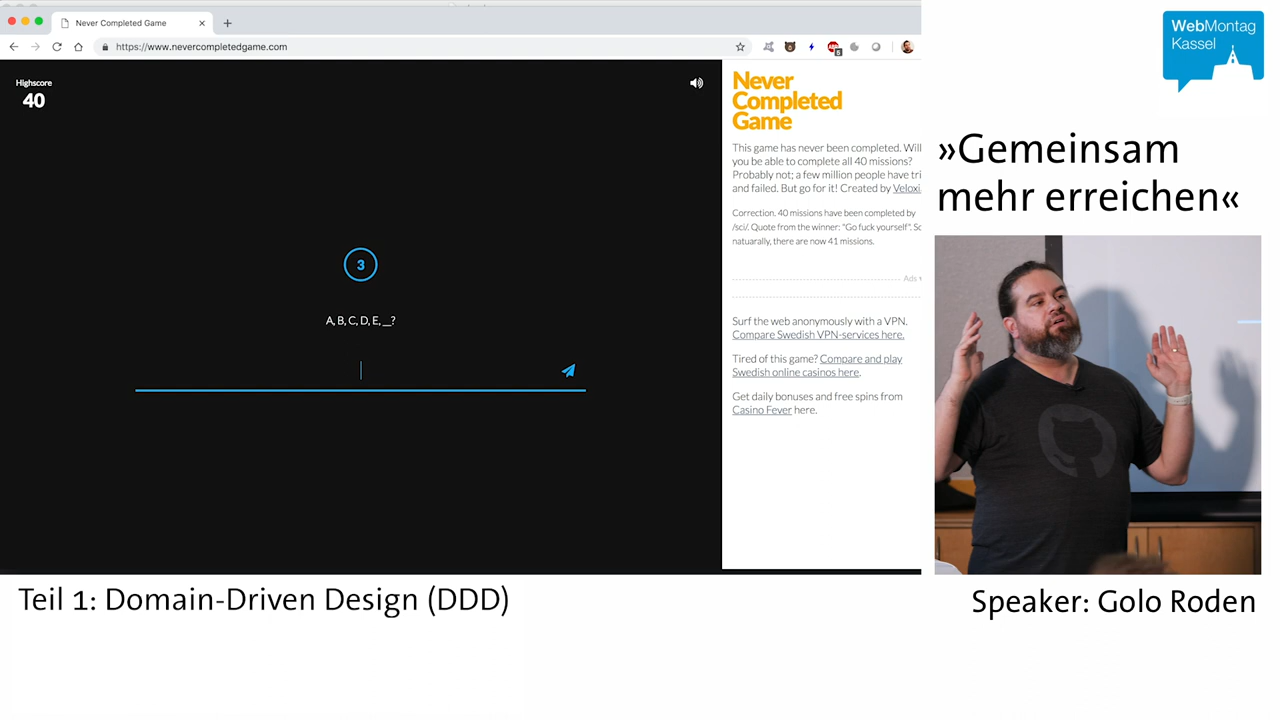 Never Completed Game
https://www.nevercompletedgame.com
Highscore
40
3
A, B, C, D, E, __?
Never
Completed
Game
This game has never been completed. Will
you be able to complete all 40 missions?
Probably not; a few million people have tri
and failed. But go for it! Created by Veloxi
Correction. 40 missions have been completed by
/sci/. Quote from the winner: "Go fuck yourself". So
natuarally, there are now 41 missions.
Ads
Surf the web anonymously with a VPN.
Compare Swedish VPN-services here.
Tired of this game? Compare and play
Swedish online casinos here.
Get daily bonuses and free spins from
Casino Fever here.
WebMontag
Kassel
»Gemeinsam
mehr erreichen«
Teil 1: Domain-Driven Design (DDD)
Speaker: Golo Roden